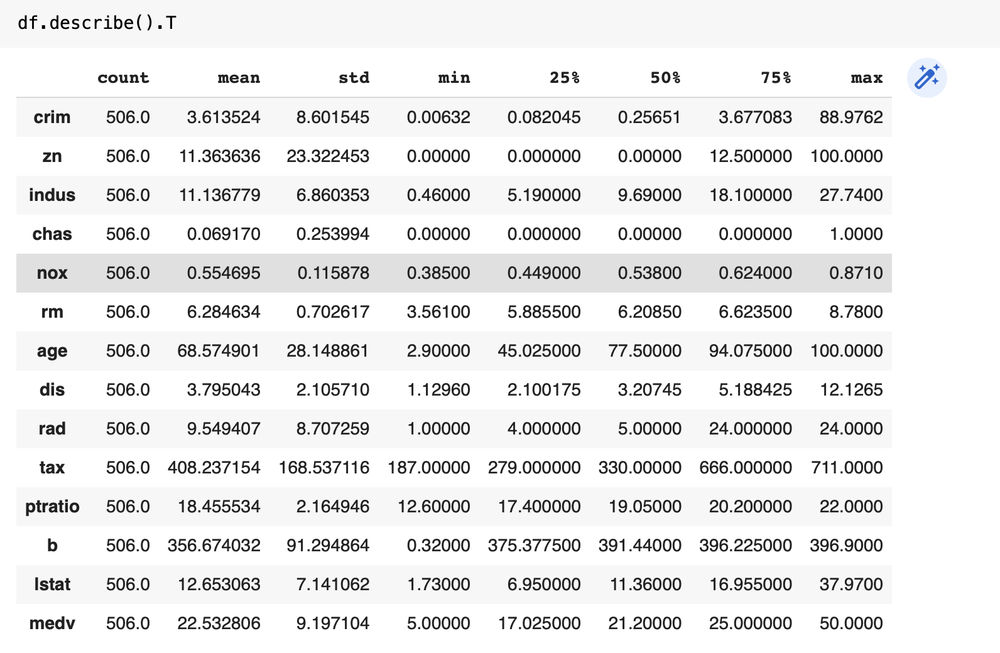 df.describe().T
count mean std min 25% 50% 75% max
crim 506.0 3.613524 8.601545 0.00632 0.082045 0.25651 3.677083 88.9762
zn 506.0 11.363636 23.322453 0.00000 0.000000 0.00000 12.500000 100.0000
indus 506.0 11.136779 6.860353 0.46000 5.190000 9.69000 18.100000 27.7400
chas 506.0 0.069170 0.253994 0.00000 0.000000 0.00000 0.000000 1.0000
nox 506.0 0.554695 0.115878 0.38500 0.449000 0.53800 0.624000 0.8710
rm 506.0 6.284634 0.702617 3.56100 5.885500 6.20850 6.623500 8.7800
age 506.0 68.574901 28.148861 2.90000 45.025000 77.50000 94.075000 100.0000
dis 506.0 3.795043 2.105710 1.12960 2.100175 3.20745 5.188425 12.1265
rad 506.0 9.549407 8.707259 1.00000 4.000000 5.00000 24.000000 24.0000
tax 506.0 408.237154 168.537116 187.00000 279.000000 330.00000 666.000000 711.0000
ptratio 506.0 18.455534 2.164946 12.60000 17.400000 19.05000 20.200000 22.0000
b 506.0 356.674032 91.294864 0.32000 375.377500 391.44000 396.225000 396.9000
lstat 506.0 12.653063 7.141062 1.73000 6.950000 11.36000 16.955000 37.9700
medv 506.0 22.532806 9.197104 5.00000 17.025000 21.20000 25.000000 50.0000